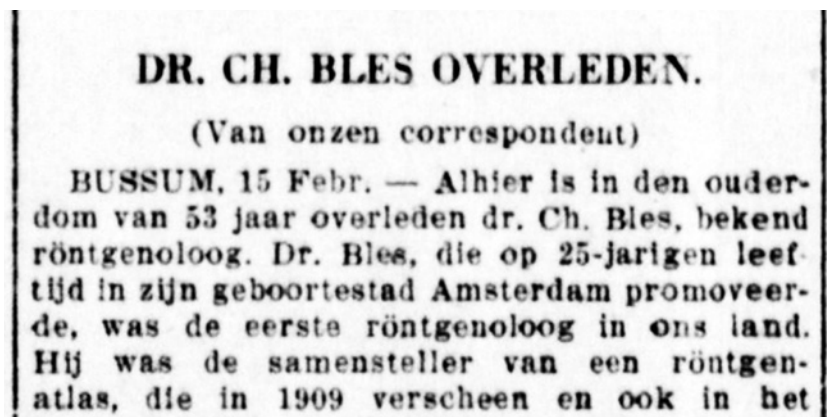 DR. CH. BLES OVERLEDEN.
(Van onzen correspondent)
BUSSUM, 15 Febr. — Alhier is in den ouder-
dom van 53 jaar overleden dr. Ch. Bles, bekend
röntgenoloog. Dr. Bles, die op 25-jarigen leef-
tijd in zijn geboortestad Amsterdam promoveer-
de, was de eerste röntgenoloog in ons land.
Hij was de samensteller van een röntgen-
atlas, die in 1909 verscheen en ook in het